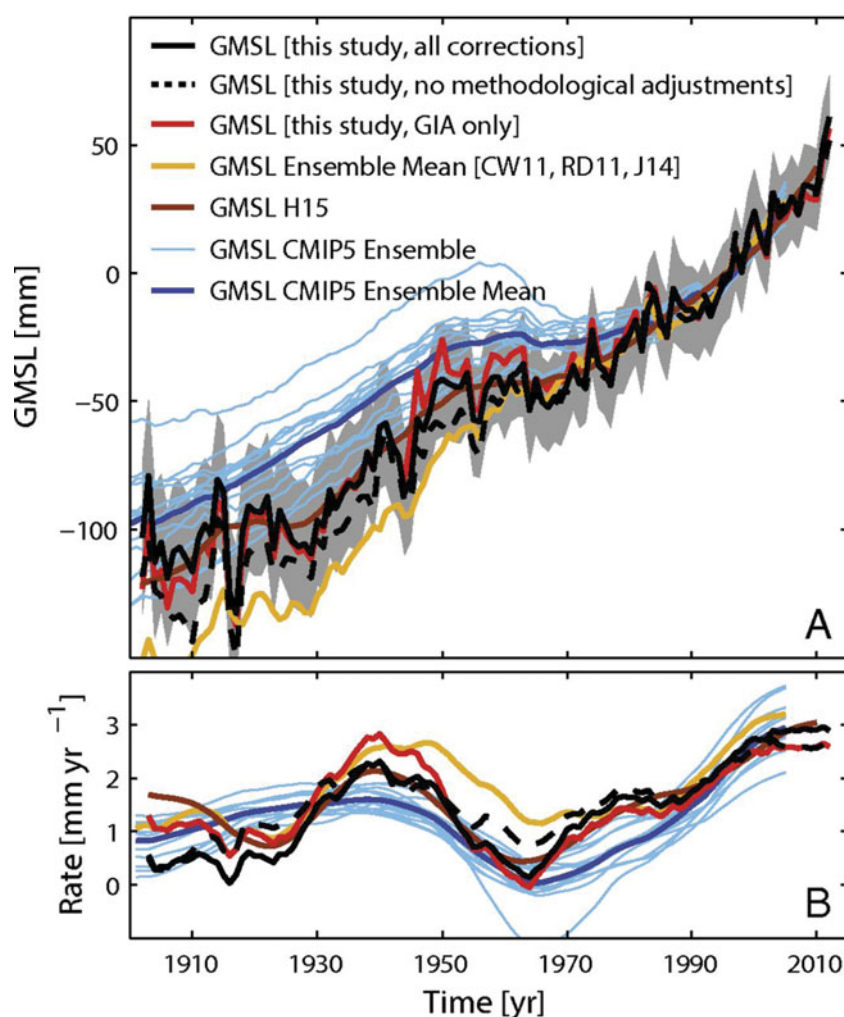 GMSL [this study, all corrections]
GMSL [this study, no methodological adjustments]
GMSL [this study, GIA only]
GMSL Ensemble Mean [CW11, RD11, J14]
GMSL H15
GMSL CMIP5 Ensemble
GMSL CMIP5 Ensemble Mean
50
0
−50
−100
GMSL [mm]
A
3
2
1
0
Rate [mm yr −1]
B
1910 1930 1950 1970 1990 2010
Time [yr]